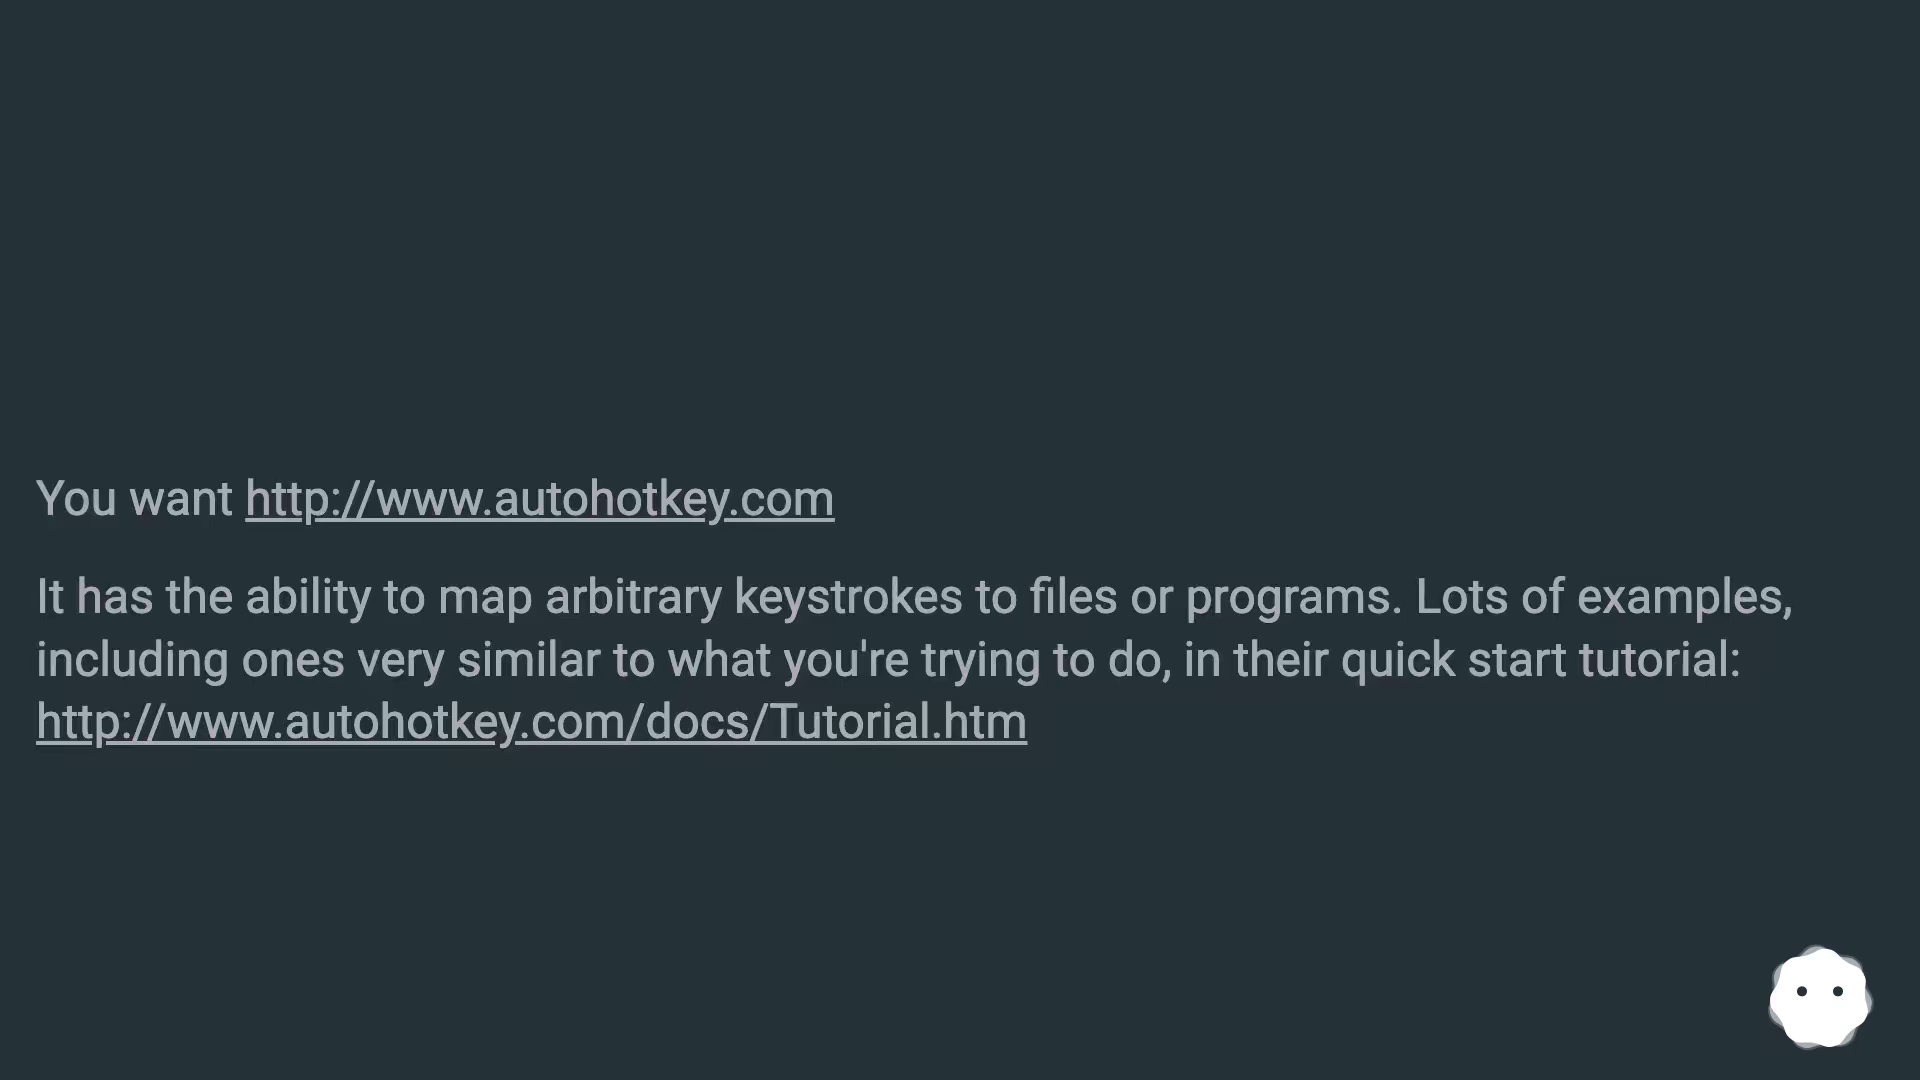 You want http://www.autohotkey.com
It has the ability to map arbitrary keystrokes to files or programs. Lots of examples,
including ones very similar to what you're trying to do, in their quick start tutorial:
http://www.autohotkey.com/docs/Tutorial.htm